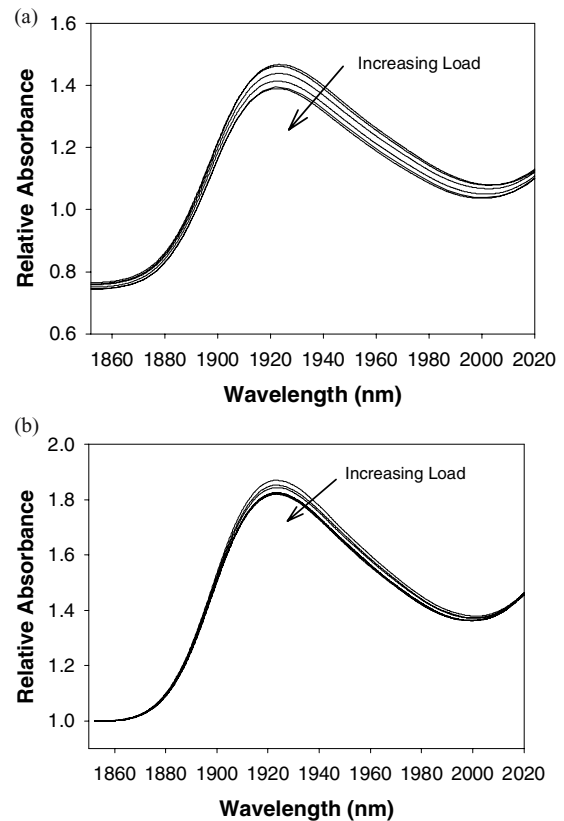 (a)
1.6
1.4
1.2
1.0
0.8
0.6
Relative Absorbance
Increasing Load
1860 1880 1900 1920 1940 1960 1980 2000 2020
Wavelength (nm)
(b)
2.0
1.8
1.6
1.4
1.2
1.0
Relative Absorbance
Increasing Load
1860 1880 1900 1920 1940 1960 1980 2000 2020
Wavelength (nm)